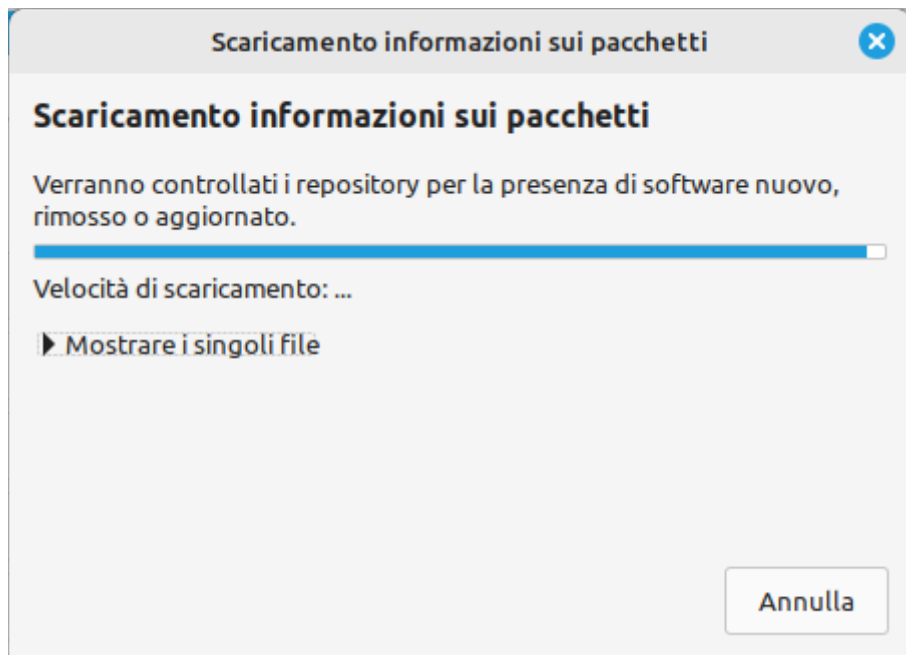 Scaricamento informazioni sui pacchetti
Scaricamento informazioni sui pacchetti
Verranno controllati i repository per la presenza di software nuovo,
rimosso o aggiornato.
Velocità di scaricamento: ...
Mostrare i singoli file
Annulla